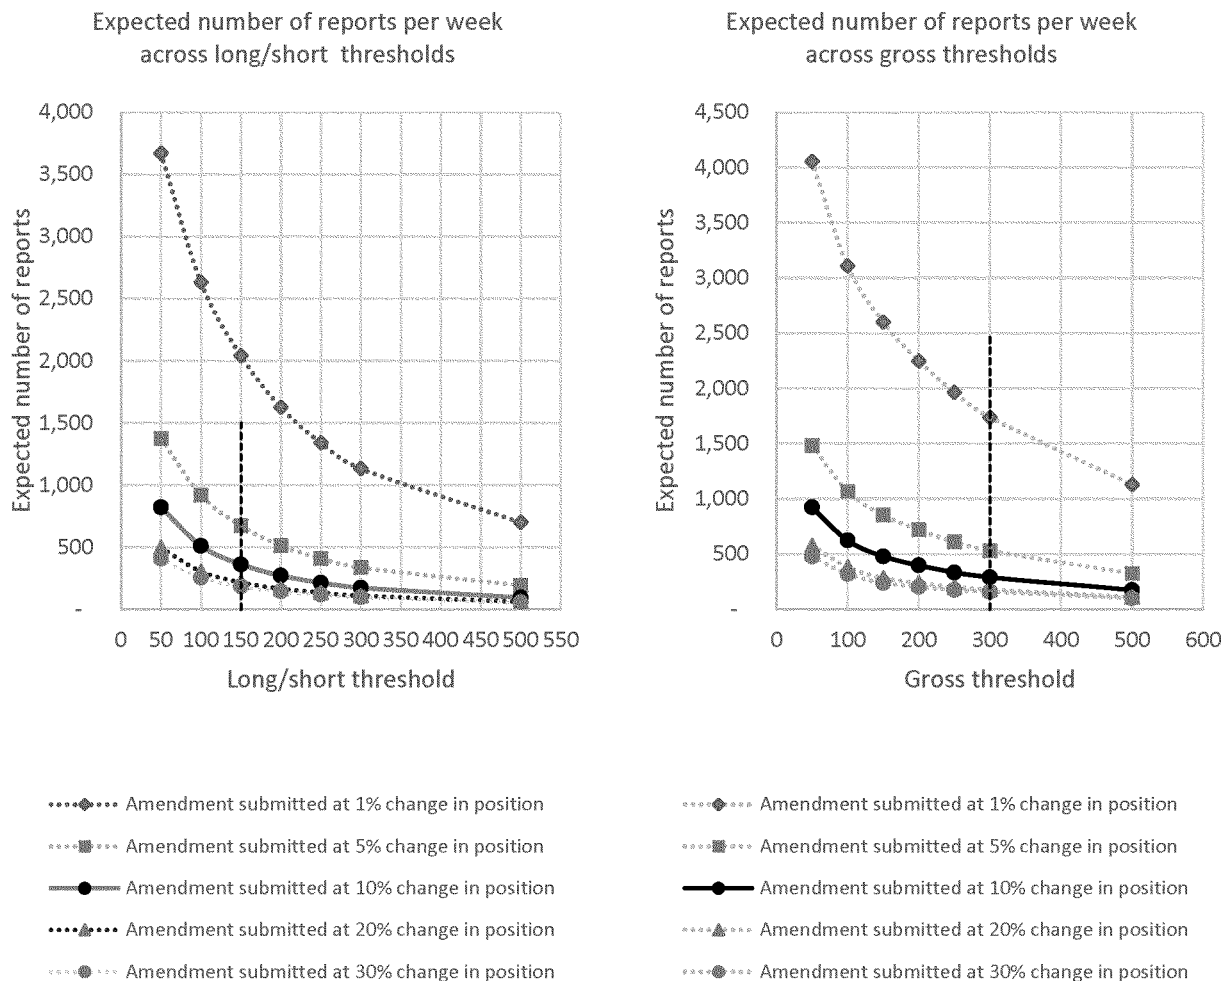 Expected number of reports per week
across long/short thresholds
4,000
3,500
3,000
2,500
2,000
1,500
1,000
500
-
Expected number of reports
0 50 100 150 200 250 300 350 400 450 500 550
Long/short threshold
Amendment submitted at 1% change in position
Amendment submitted at 5% change in position
Amendment submitted at 10% change in position
Amendment submitted at 20% change in position
Amendment submitted at 30% change in position
Expected number of reports per week
across gross thresholds
4,500
4,000
3,500
3,000
2,500
2,000
1,500
1,000
500
-
Expected number of reports
0 100 200 300 400 500 600
Gross threshold
Amendment submitted at 1% change in position
Amendment submitted at 5% change in position
Amendment submitted at 10% change in position
Amendment submitted at 20% change in position
Amendment submitted at 30% change in position